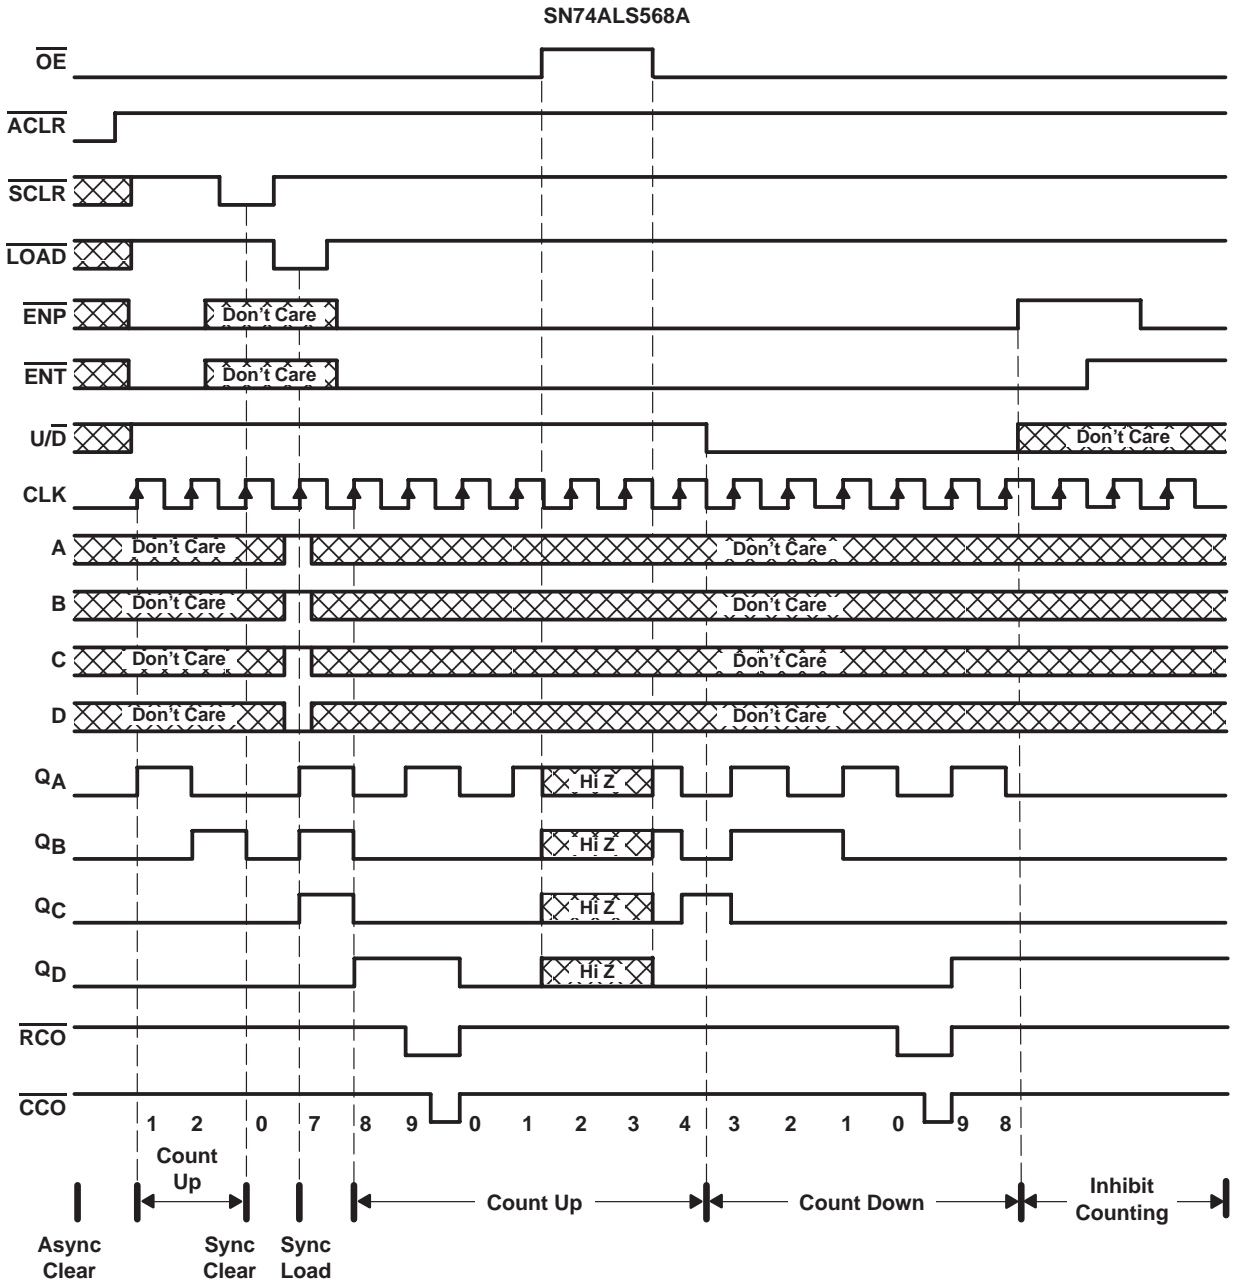 SN74ALS568A
OE
ACLR
SCLR
LOAD
ENP Don't Care
ENT Don't Care
U/D Don't Care
CLK
A Don't Care Don't Care
B Don't Care Don't Care
C Don't Care Don't Care
D Don't Care Don't Care
QA Hi Z
QB Hi Z
QC Hi Z
QD Hi Z
RCO
CCO
1 2 0 7 8 9 0 1 2 3 4 3 2 1 0 9 8
Count
Up
Count Up
Count Down
Inhibit
Counting
Async
Clear
Sync
Clear
Sync
Load